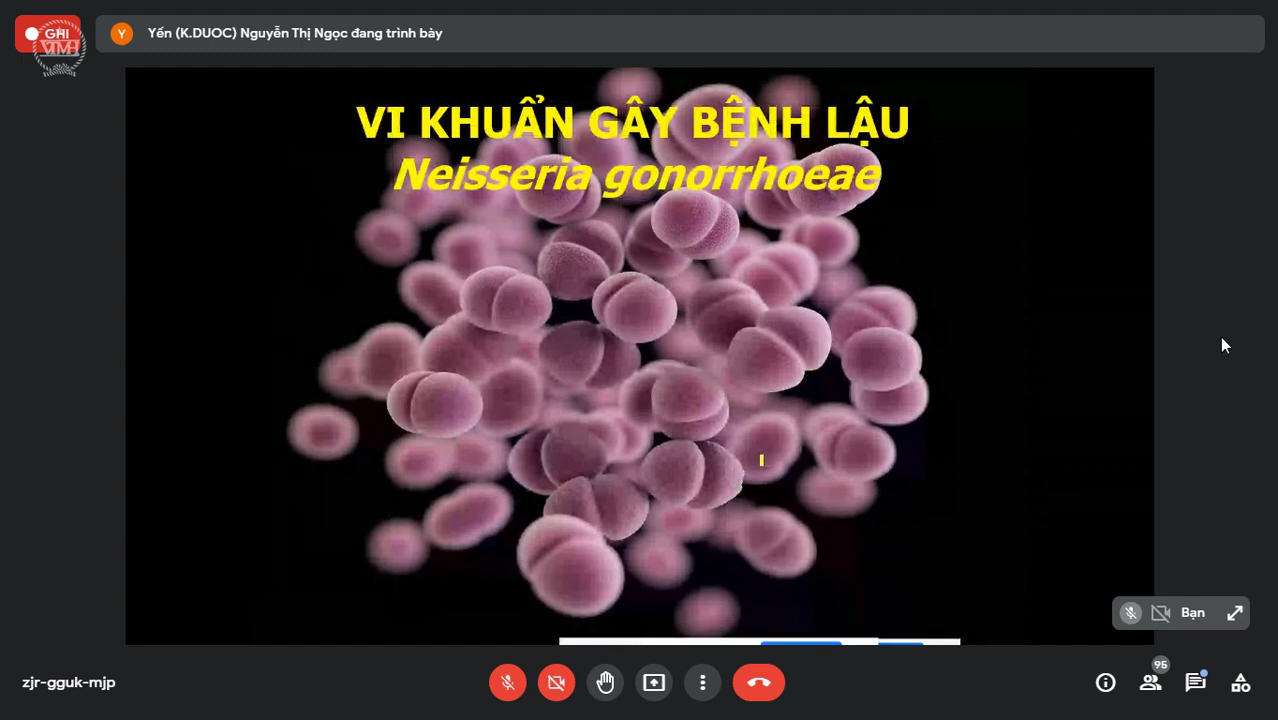 GHI
VTMH
Y
Yến (K.DUOC) Nguyễn Thị Ngọc đang trình bày
VI KHUẨN GÂY BỆNH LẬU
Neisseria gonorrhoeae
Bạn
zjr-gguk-mjp
95